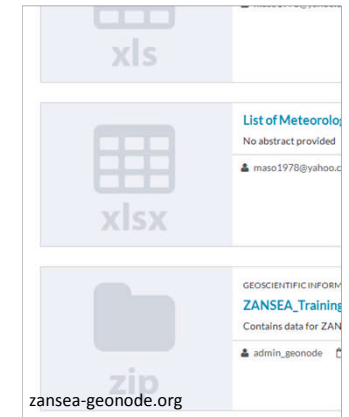 xls
List of Meteorolog
No abstract provided
maso1978@yahoo.c
xlsx
GEOSCIENTIFIC INFORM
ZANSEA_Training
Contains data for ZAN
admin_geonode
zip
zansea-geonode.org